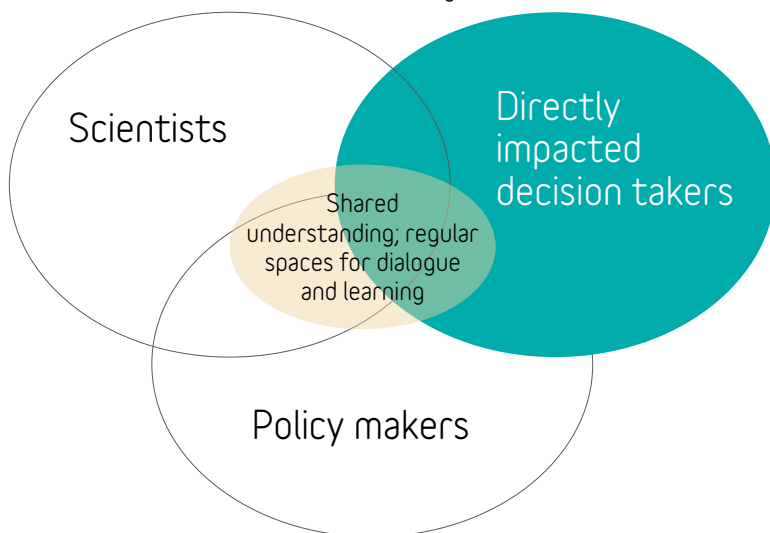 Scientists
Directly
impacted
decision takers
Shared
understanding; regular
spaces for dialogue
and learning
Policy makers